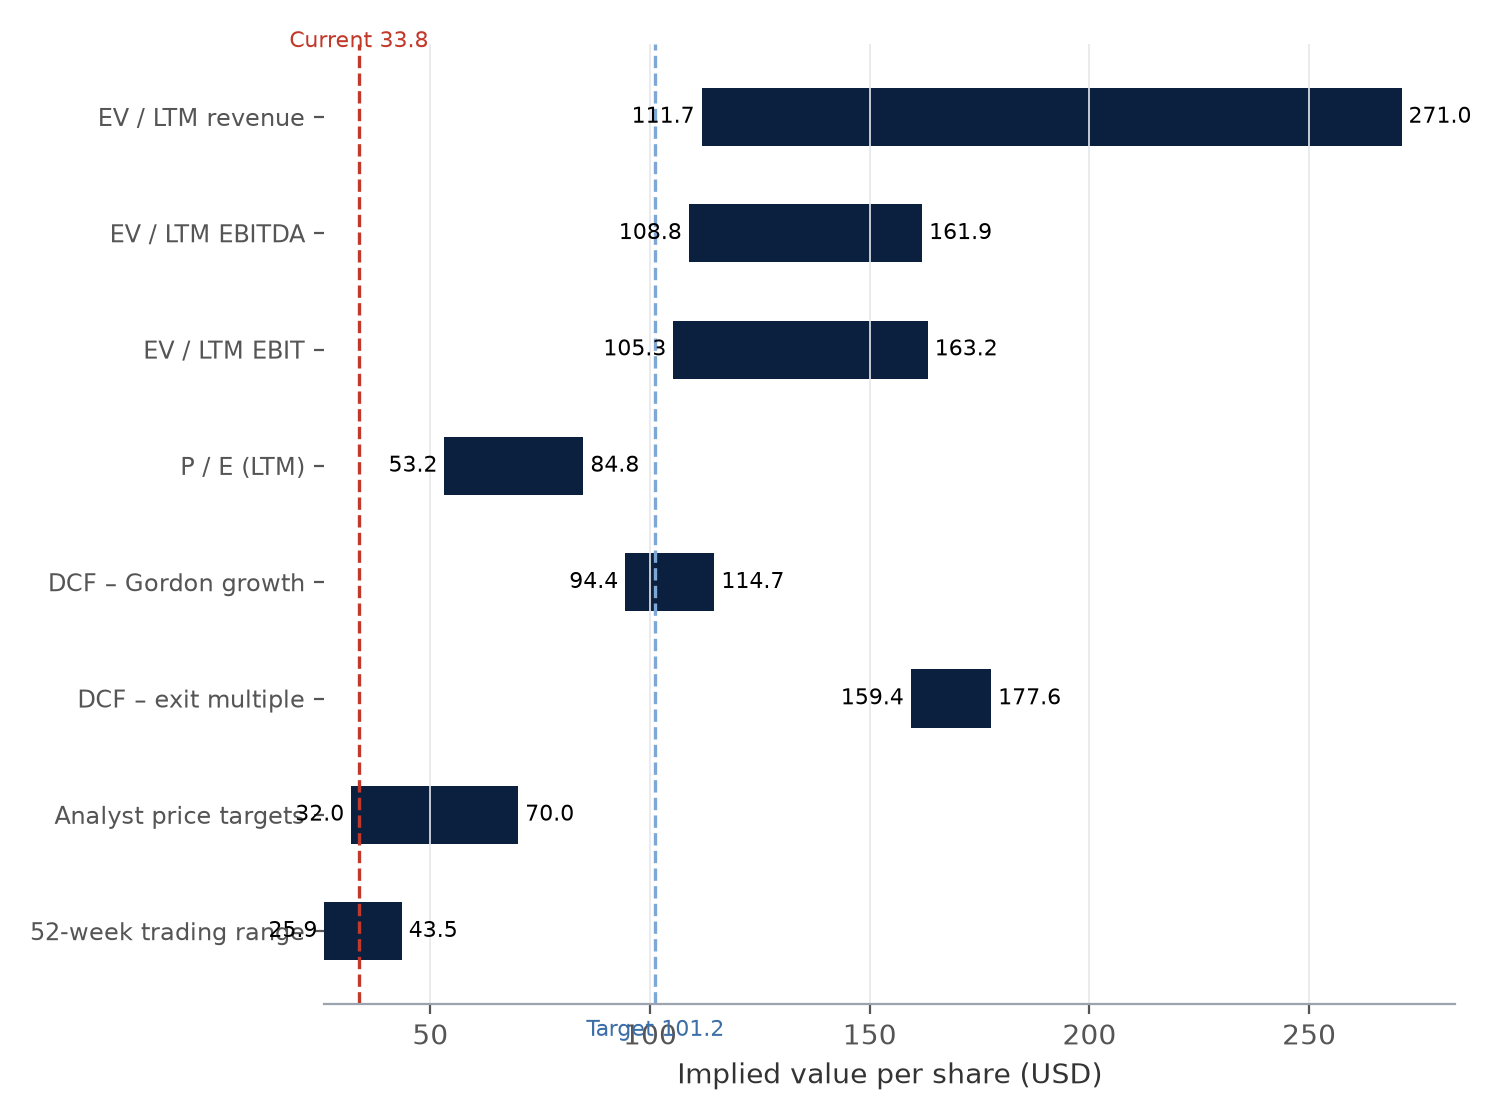 Current 33.8
EV / LTM revenue 111.7 271.0
EV / LTM EBITDA 108.8 161.9
EV / LTM EBIT 105.3 163.2
P / E (LTM) 53.2 84.8
DCF – Gordon growth 94.4 114.7
DCF – exit multiple 159.4 177.6
Analyst price targets 32.0 70.0
52-week trading range 25.9 43.5
Target 101.2
50 100 150 200 250
Implied value per share (USD)